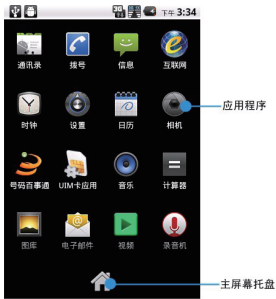 3G
下午 3:34
通讯录 拨号 信息 互联网
时钟 设置 日历 相机
应用程序
号码百事通 UIM卡应用 音乐 计算器
图库 电子邮件 视频 录音机
主屏幕托盘